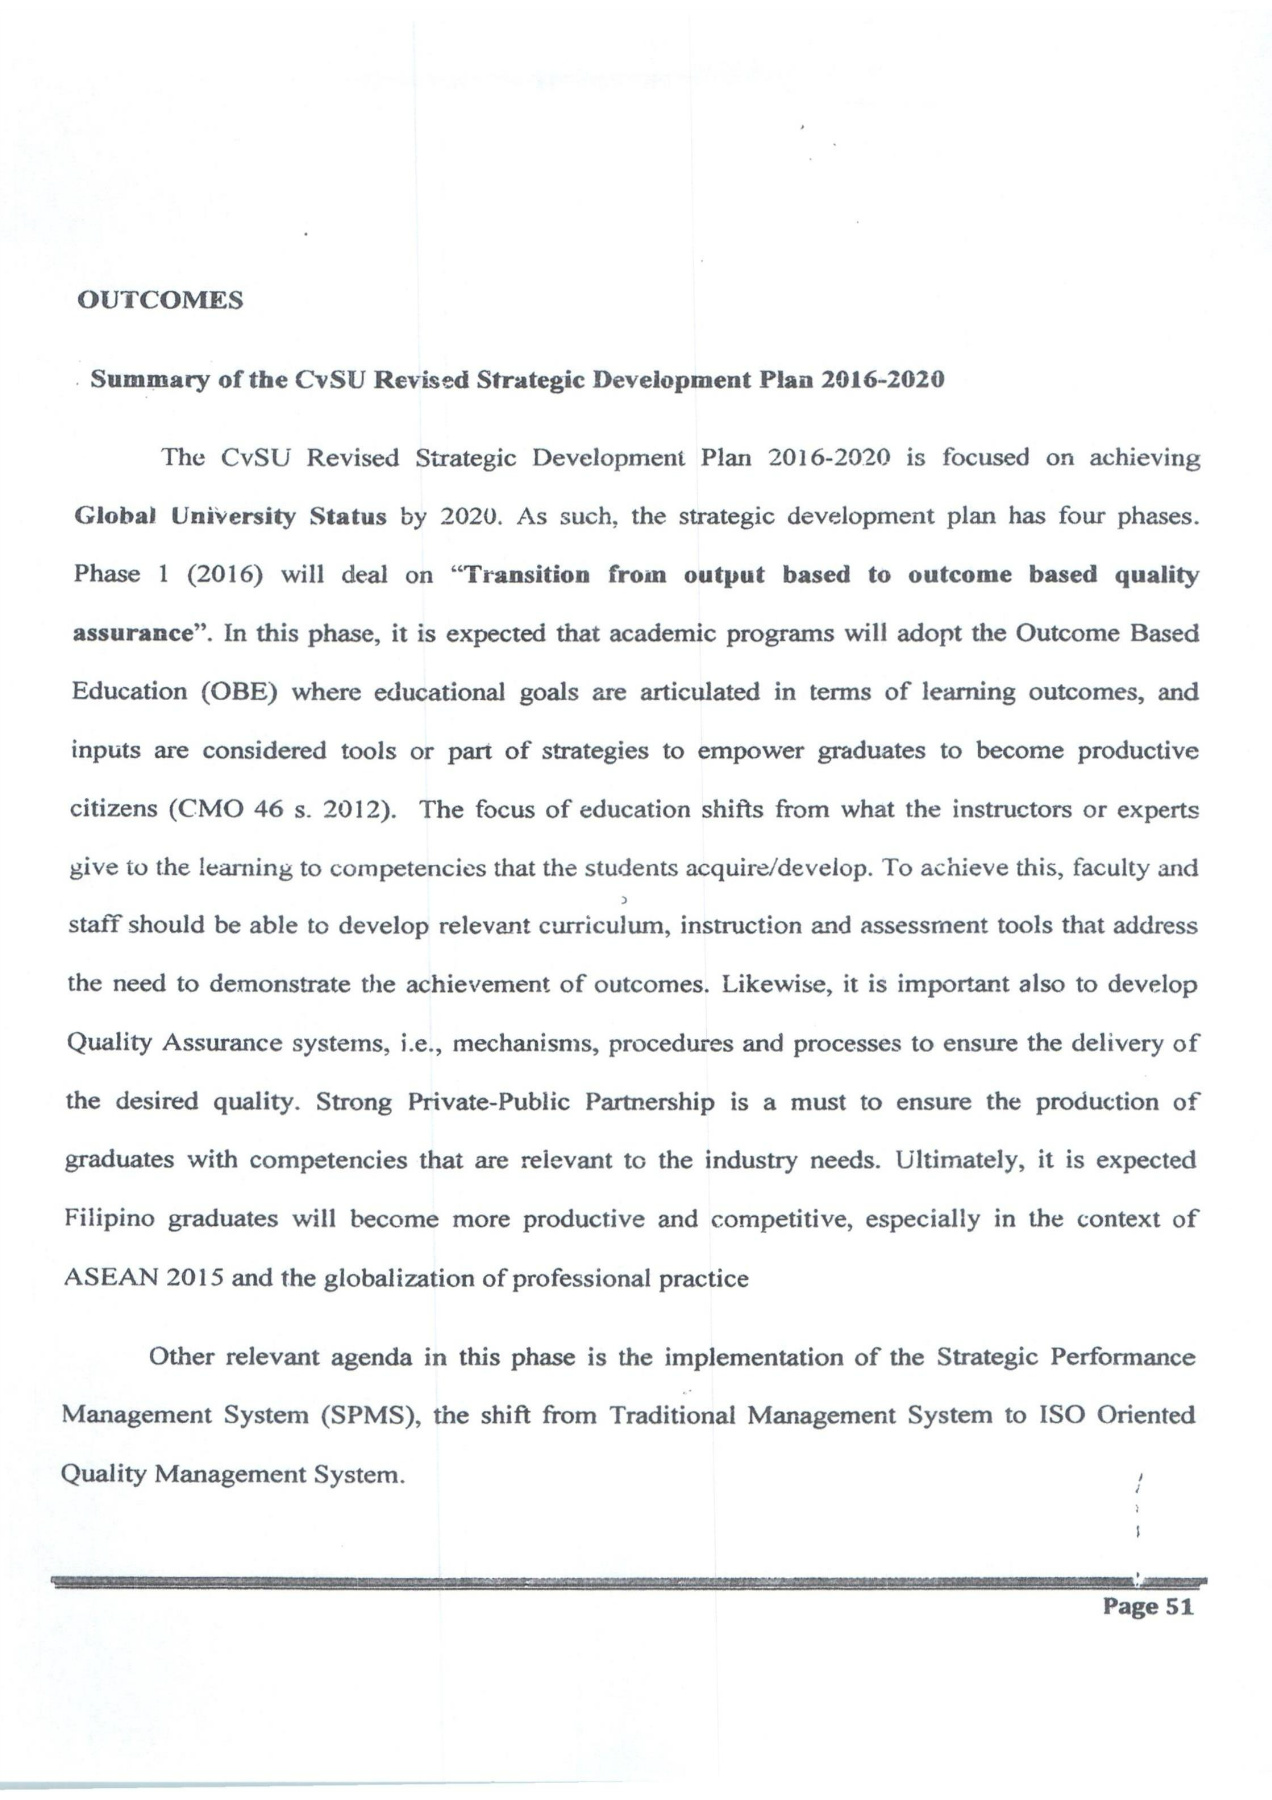 OUTCOMES
Summary of the CvSU Revised Strategic Development Plan 2016-2020
The CvSU Revised Strategic Development Plan 2016-2020 is focused on achieving
Global University Status by 2020. As such, the strategic development plan has four phases.
Phase 1 (2016) will deal on “Transition from output based to outcome based quality
assurance”. In this phase, it is expected that academic programs will adopt the Outcome Based
Education (OBE) where educational goals are articulated in terms of learning outcomes, and
inputs are considered tools or part of strategies to empower graduates to become productive
citizens (CMO 46 s. 2012). The focus of education shifts from what the instructors or experts
give to the learning to competencies that the students acquire/develop. To achieve this, faculty and
staff should be able to develop relevant curriculum, instruction and assessment tools that address
the need to demonstrate the achievement of outcomes. Likewise, it is important also to develop
Quality Assurance systems, i.e., mechanisms, procedures and processes to ensure the delivery of
the desired quality. Strong Private-Public Partnership is a must to ensure the production of
graduates with competencies that are relevant to the industry needs. Ultimately, it is expected
Filipino graduates will become more productive and competitive, especially in the context of
ASEAN 2015 and the globalization of professional practice
Other relevant agenda in this phase is the implementation of the Strategic Performance
Management System (SPMS), the shift from Traditional Management System to ISO Oriented
Quality Management System.
Page 51